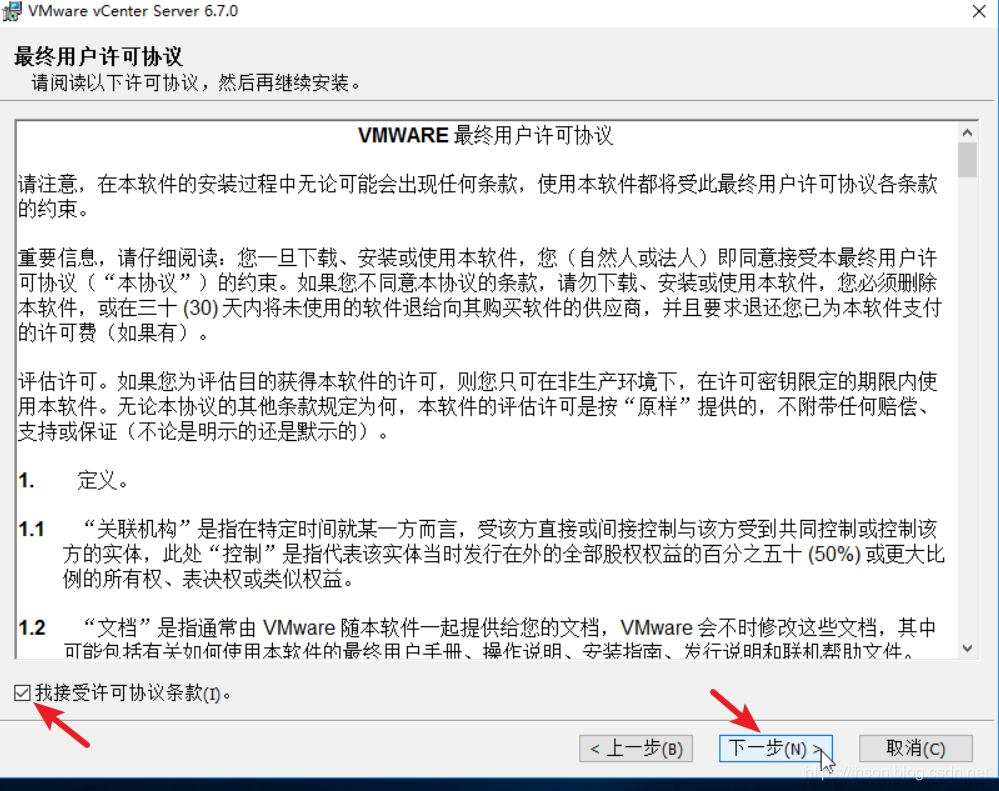 VMware vCenter Server 6.7.0
最终用户许可协议
请阅读以下许可协议，然后再继续安装。
VMWARE 最终用户许可协议
请注意，在本软件的安装过程中无论可能会出现任何条款，使用本软件都将受此最终用户许可协议各条款
的约束。
重要信息，请仔细阅读：您一旦下载、安装或使用本软件，您（自然人或法人）即同意接受本最终用户许
可协议（“本协议”）的约束。如果您不同意本协议的条款，请勿下载、安装或使用本软件，您必须删除
本软件，或在三十 (30) 天内将未使用的软件退给向其购买软件的供应商，并且要求退还您已为本软件支付
的许可费（如果有）。
评估许可。如果您为评估目的获得本软件的许可，则您只可在非生产环境下，在许可密钥限定的期限内使
用本软件。无论本协议的其他条款规定为何，本软件的评估许可是按“原样”提供的，不附带任何赔偿、
支持或保证（不论是明示的还是默示的）。
1. 定义。
1.1 “关联机构”是指在特定时间就某一方而言，受该方直接或间接控制与该方受到共同控制或控制该
方的实体，此处“控制”是指代表该实体当时发行在外的全部股权权益的百分之五十 (50%) 或更大比
例的所有权、表决权或类似权益。
1.2 “文档”是指通常由 VMware 随本软件一起提供给您的文档，VMware 会不时修改这些文档，其中
可能包括有关如何使用本软件的最终用户手册、操作说明、安装指南、发行说明和联机帮助文件。
我接受许可协议条款(I)。
< 上一步(B) 下一步(N) > 取消(C)
https://thson.blog.csdn.net